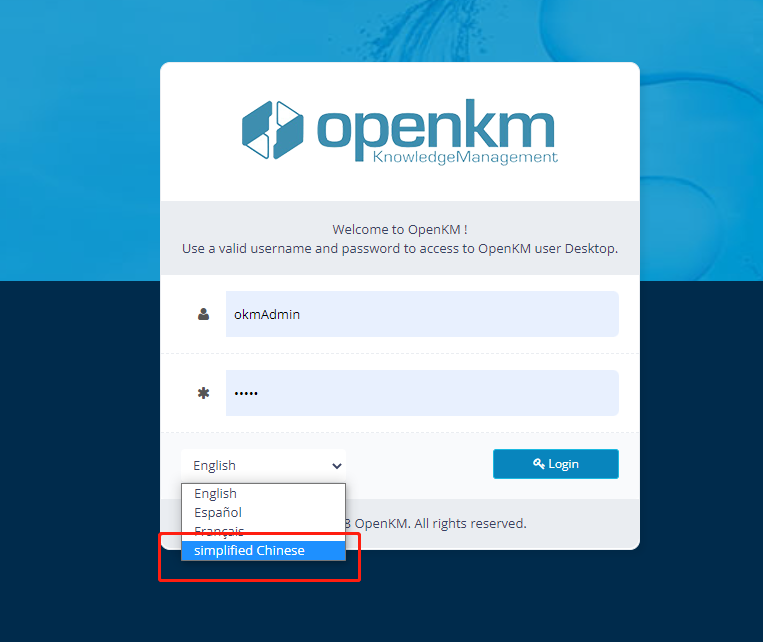 openkm
KnowledgeManagement
Welcome to OpenKM !
Use a valid username and password to access to OpenKM user Desktop.
okmAdmin
•••••
English
Login
English
Español
Français
simplified Chinese
8 OpenKM. All rights reserved.